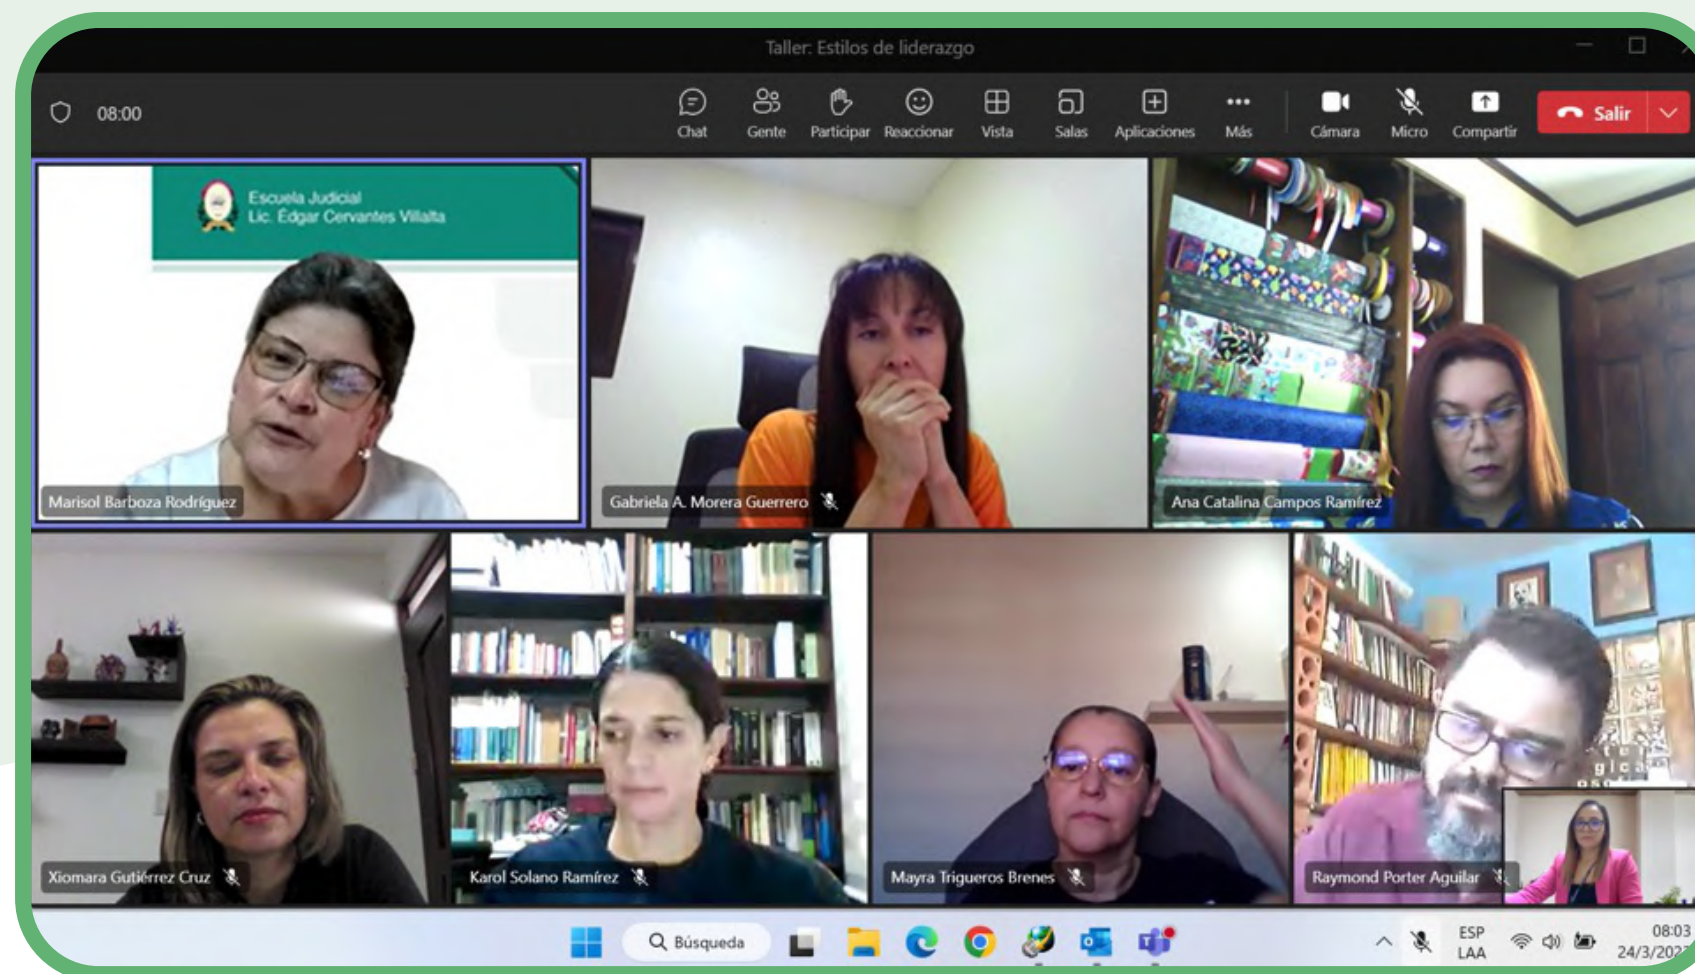 Taller: Estilos de liderazgo
08:00
Chat
Gente
Participar
Reaccionar
Vista
Salas
Aplicaciones
Más
Cámara
Micro
Compartir
Salir
Escuela Judicial
Lic. Édgar Cervantes Villalta
Marisol Barboza Rodríguez
Gabriela A. Morera Guerrero
Ana Catalina Campos Ramírez
Xiomara Gutiérrez Cruz
Karol Solano Ramírez
Mayra Trigueros Brenes
Raymond Porter Aguilar
Búsqueda
ESP
LAA
08:03